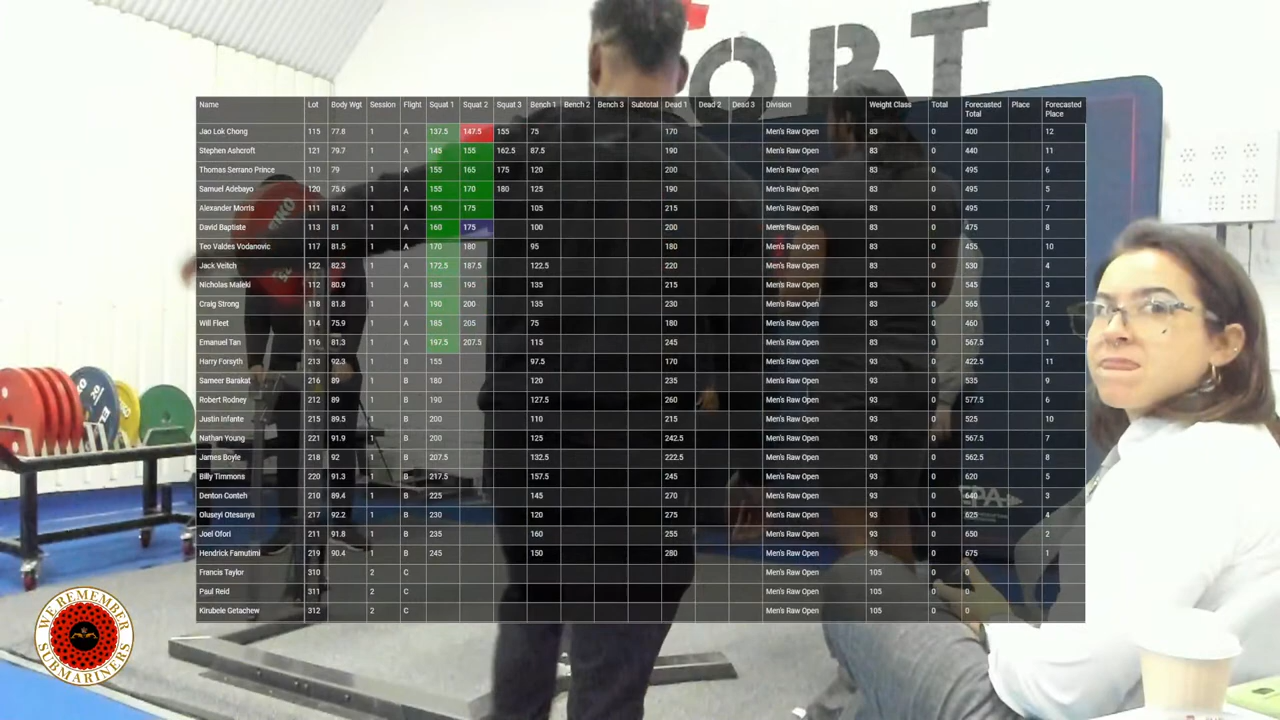 ORT
Name Lot Body Wgt Session Flight Squat 1 Squat 2 Squat 3 Bench 1 Bench 2 Bench 3 Subtotal Dead 1 Dead 2 Dead 3 Division Weight Class Total Forecasted Total Place Forecasted Place
Jao Lok Chong 115 77.8 1 A 137.5 147.5 155 75 170 Men's Raw Open 83 0 400 12
Stephen Ashcroft 121 79.7 1 A 145 155 162.5 87.5 190 Men's Raw Open 83 0 440 11
Thomas Serrano Prince 110 79 1 A 155 165 175 120 200 Men's Raw Open 83 0 495 6
Samuel Adebayo 120 75.6 1 A 155 170 180 125 190 Men's Raw Open 83 0 495 5
Alexander Morris 111 81.2 1 A 165 175 105 215 Men's Raw Open 83 0 495 7
David Baptiste 113 81 1 A 160 175 100 200 Men's Raw Open 83 0 475 8
Teo Valdes Vodanovic 117 81.5 1 A 170 180 95 180 Men's Raw Open 83 0 455 10
Jack Veitch 122 82.3 1 A 172.5 187.5 122.5 220 Men's Raw Open 83 0 530 4
Nicholas Maleki 112 80.9 1 A 185 195 135 215 Men's Raw Open 83 0 545 3
Craig Strong 118 81.8 1 A 190 200 135 230 Men's Raw Open 83 0 565 2
Will Fleet 114 75.9 1 A 185 205 75 180 Men's Raw Open 83 0 460 9
Emanuel Tan 116 81.3 1 A 197.5 207.5 115 245 Men's Raw Open 83 0 567.5 1
Harry Forsyth 213 92.3 1 B 155 97.5 170 Men's Raw Open 93 0 422.5 11
Sameer Barakat 216 89 1 B 180 120 235 Men's Raw Open 93 0 535 9
Robert Rodney 212 89 1 B 190 127.5 260 Men's Raw Open 93 0 577.5 6
Justin Infante 215 89.5 1 B 200 110 215 Men's Raw Open 93 0 525 10
Nathan Young 221 91.9 1 B 200 125 242.5 Men's Raw Open 93 0 567.5 7
James Boyle 218 92 1 B 207.5 132.5 222.5 Men's Raw Open 93 0 562.5 8
Billy Timmons 220 91.3 1 B 217.5 157.5 245 Men's Raw Open 93 0 620 5
Denton Conteh 210 89.4 1 B 225 145 270 Men's Raw Open 93 0 640 3
Oluseyi Otesanya 217 92.2 1 B 230 120 275 Men's Raw Open 93 0 625 4
Joel Ofori 211 91.8 1 B 235 160 255 Men's Raw Open 93 0 650 2
Hendrick Famutimi 219 90.4 1 B 245 150 280 Men's Raw Open 93 0 675 1
Francis Taylor 310 2 C Men's Raw Open 105 0 0
Paul Reid 311 2 C Men's Raw Open 105 0 0
Kirubele Getachew 312 2 C Men's Raw Open 105 0 0
WE REMEMBER
SUBMARINERS